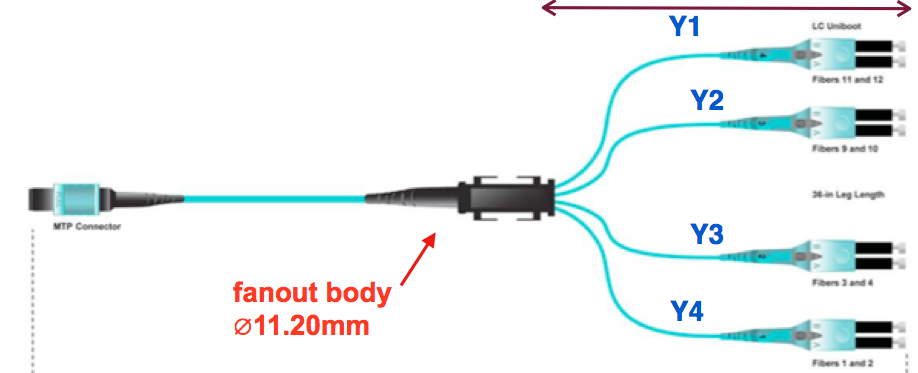 Y1
LC Uniboot
Fibers 11 and 12
Y2
Fibers 9 and 10
36-in Leg Length
MTP Connector
Y3
fanout body
⌀11.20mm
Fibers 3 and 4
Y4
Fibers 1 and 2